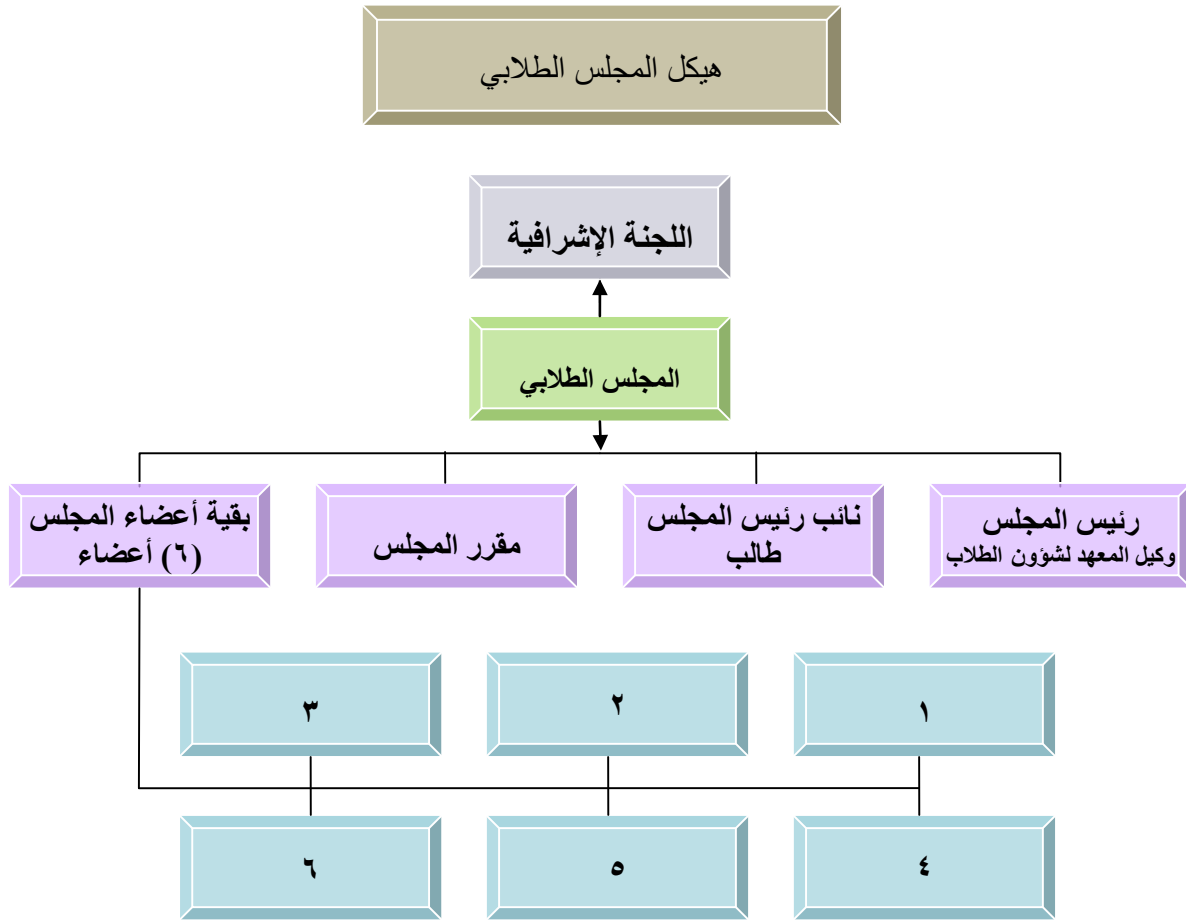 هيكل المجلس الطلابي
اللجنة الإشرافية
المجلس الطلابي
رئيس المجلس
وكيل المعهد لشؤون الطلاب
نائب رئيس المجلس
طالب
مقرر المجلس
بقية أعضاء المجلس
(٦) أعضاء
١
٢
٣
٤
٥
٦